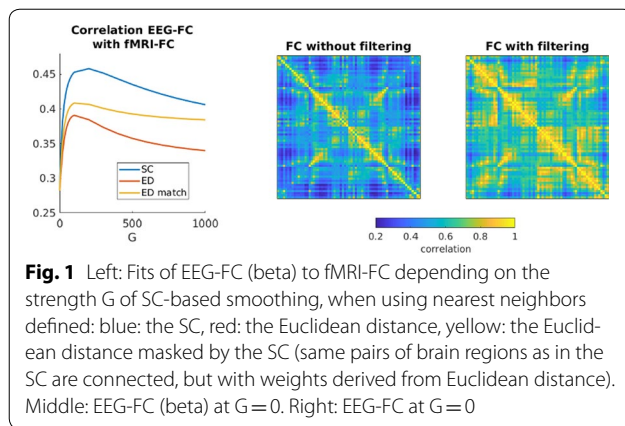 Correlation EEG-FC
with fMRI-FC
0.45
0.4
0.35
0.3
0.25
0
500
1000
G
SC
ED
ED match
FC without filtering
FC with filtering
0.2 0.4 0.6 0.8 1
correlation
Fig. 1 Left: Fits of EEG-FC (beta) to fMRI-FC depending on the
strength G of SC-based smoothing, when using nearest neighbors
defined: blue: the SC, red: the Euclidean distance, yellow: the Euclid-
ean distance masked by the SC (same pairs of brain regions as in the
SC are connected, but with weights derived from Euclidean distance).
Middle: EEG-FC (beta) at G=0. Right: EEG-FC at G=0